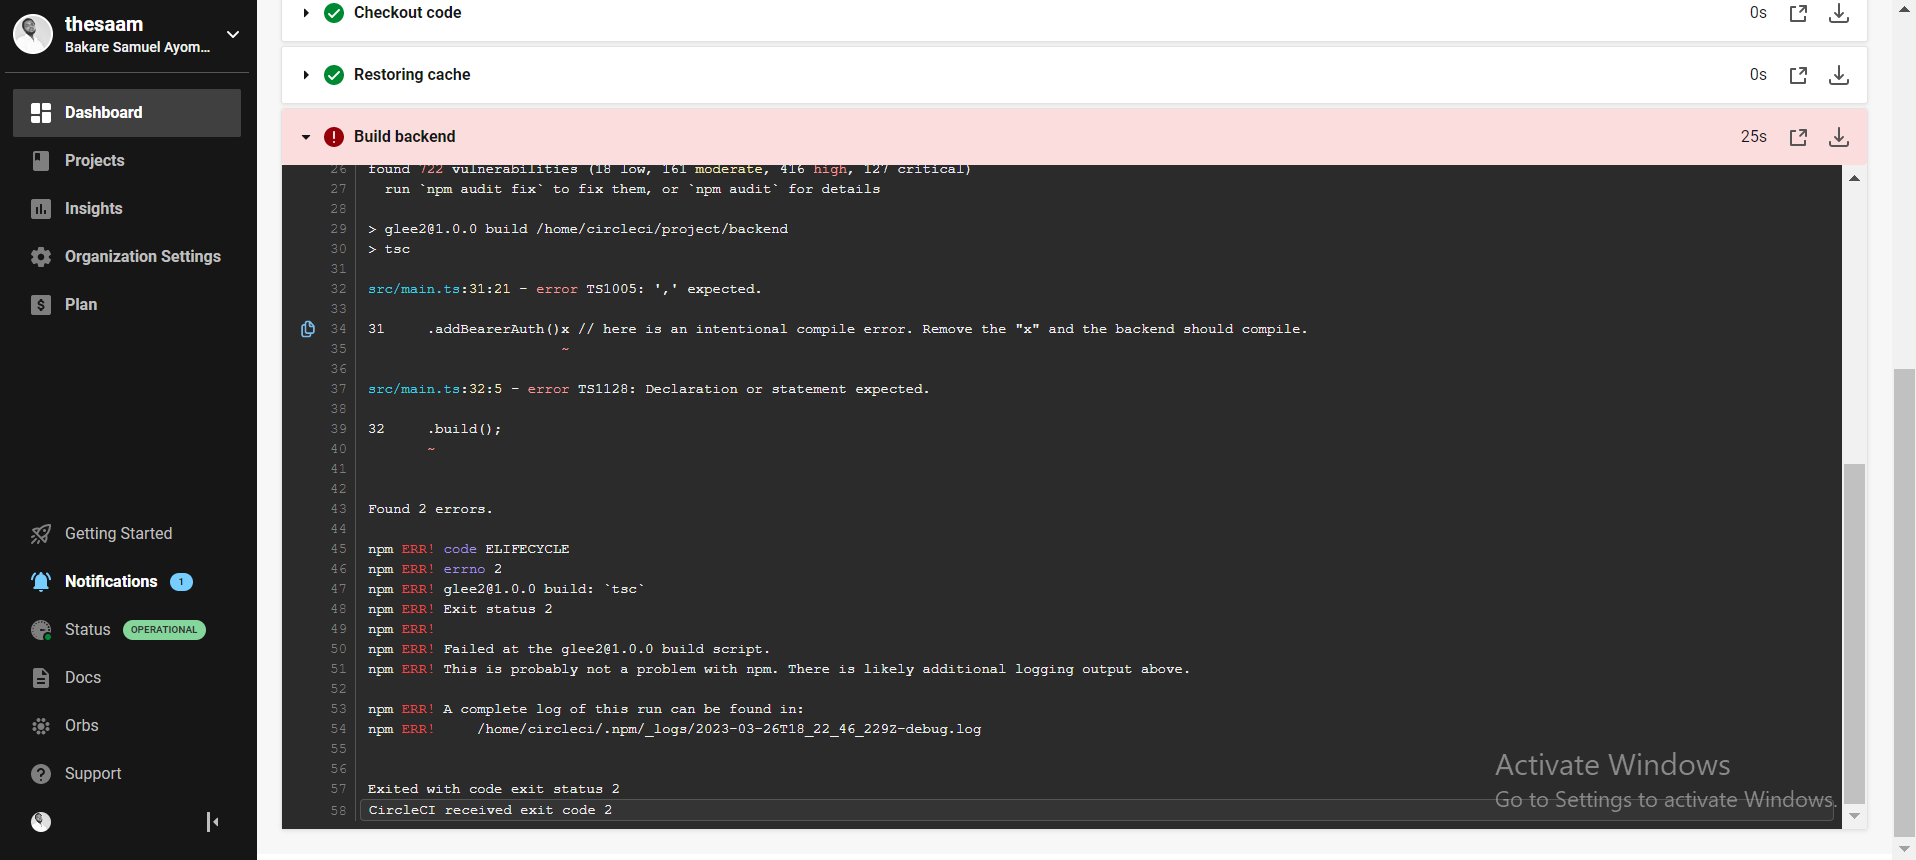 thesaam
Bakare Samuel Ayom...
Dashboard
Projects
Insights
Organization Settings
Plan
Getting Started
Notifications 1
Status OPERATIONAL
Docs
Orbs
Support
Checkout code 0s
Restoring cache 0s
Build backend 25s
26 found 722 vulnerabilities (18 low, 161 moderate, 416 high, 127 critical)
27 run `npm audit fix` to fix them, or `npm audit` for details
28
29 > glee2@1.0.0 build /home/circleci/project/backend
30 > tsc
31
32 src/main.ts:31:21 - error TS1005: ',' expected.
33
34 31 .addBearerAuth()x // here is an intentional compile error. Remove the "x" and the backend should compile.
35 ~
36
37 src/main.ts:32:5 - error TS1128: Declaration or statement expected.
38
39 32 .build();
40 ~
41
42
43 Found 2 errors.
44
45 npm ERR! code ELIFECYCLE
46 npm ERR! errno 2
47 npm ERR! glee2@1.0.0 build: `tsc`
48 npm ERR! Exit status 2
49 npm ERR!
50 npm ERR! Failed at the glee2@1.0.0 build script.
51 npm ERR! This is probably not a problem with npm. There is likely additional logging output above.
52
53 npm ERR! A complete log of this run can be found in:
54 npm ERR! /home/circleci/.npm/_logs/2023-03-26T18_22_46_229Z-debug.log
55
56
57 Exited with code exit status 2
58 CircleCI received exit code 2
Activate Windows
Go to Settings to activate Windows.